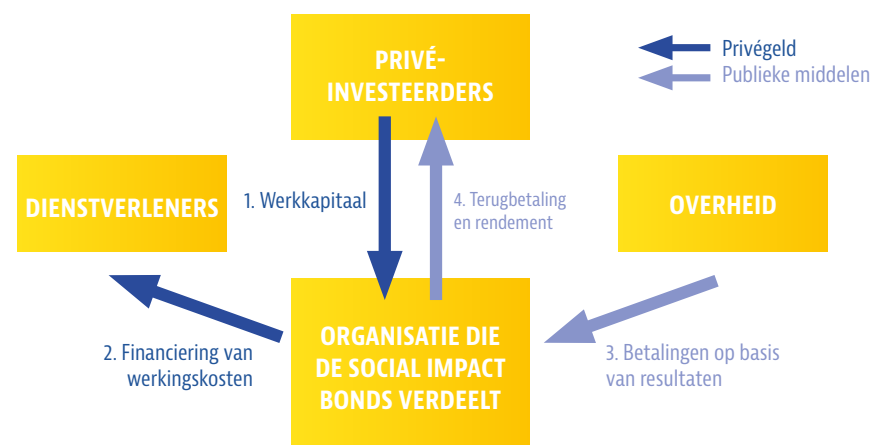 PRIVÉ-
INVESTEERDERS
Privégeld
Publieke middelen
DIENSTVERLENERS
1. Werkkapitaal
4. Terugbetaling
en rendement
OVERHEID
ORGANISATIE DIE
DE SOCIAL IMPACT
BONDS VERDEELT
2. Financiering van
werkingskosten
3. Betalingen op basis
van resultaten